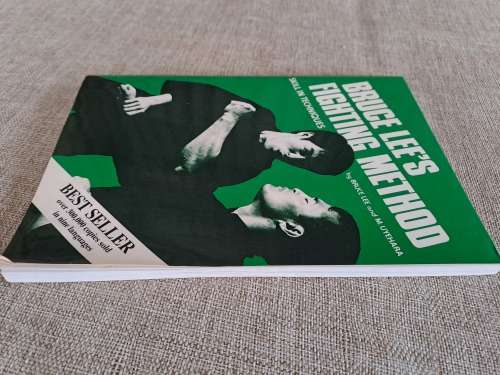 BRUCE LEE'S
FIGHTING METHOD
SKILL IN TECHNIQUES
by BRUCE LEE and M. UYEHARA
BEST SELLER
over 300,000 copies sold
in nine languages